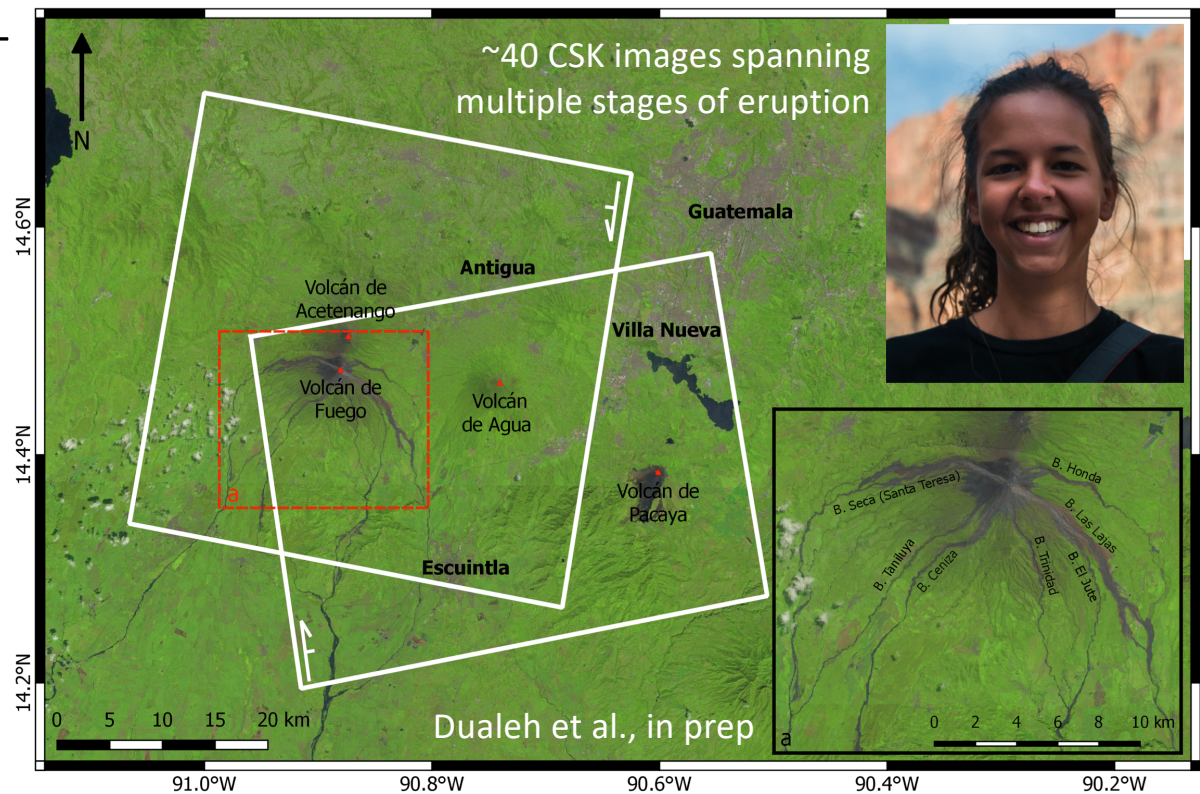 ~40 CSK images spanning
multiple stages of eruption
N
14.6°N
14.4°N
14.2°N
Guatemala
Antigua
Volcán de
Acetenango
Villa Nueva
Volcán de
Fuego
Volcán
de Agua
Volcán de
Pacaya
a
Escuintla
B. Honda
B. Seca (Santa Teresa)
B. Las Lajas
B. Taniluya
B. Ceniza
B. Trinidad
B. El Jute
0 2 4 6 8 10 km
a
0 5 10 15 20 km
Dualeh et al., in prep
91.0°W 90.8°W 90.6°W 90.4°W 90.2°W